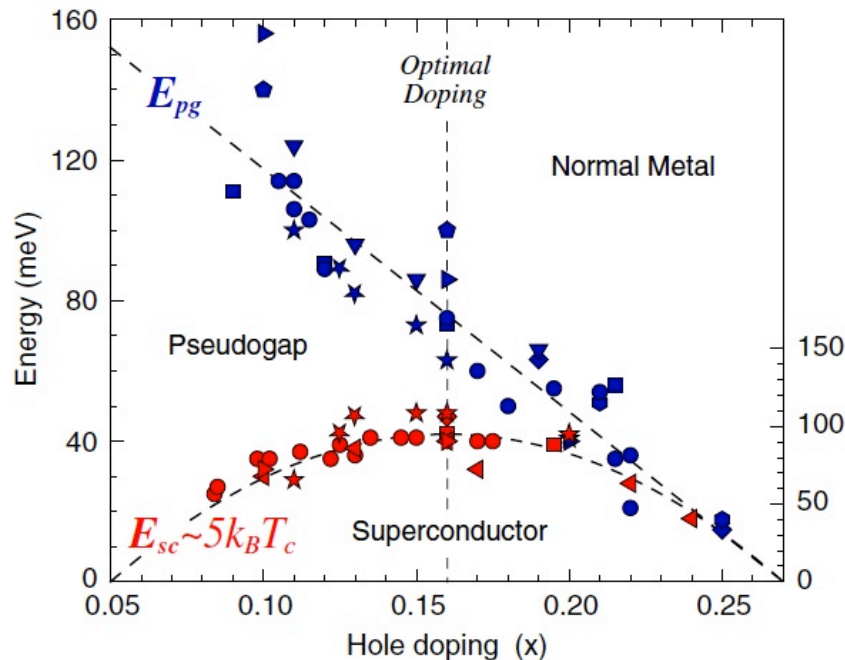 160
120
80
40
0
Energy (meV)
E_pg
Optimal
Doping
Normal Metal
Pseudogap
150
100
50
0
E_sc~5k_BT_c
Superconductor
0.05
0.10
0.15
0.20
0.25
Hole doping (x)